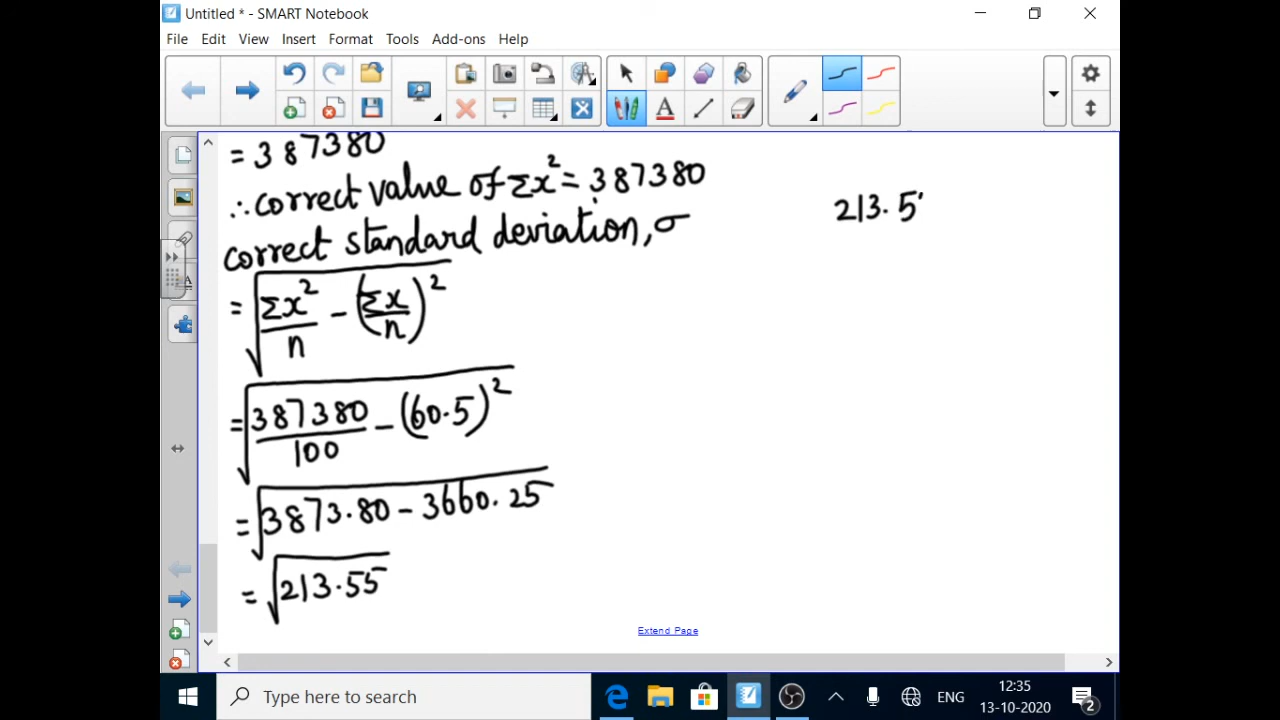 Untitled * - SMART Notebook
File Edit View Insert Format Tools Add-ons Help
= 387380
∴ correct value of Σx² = 387380
213.5
correct standard deviation, σ
= √(Σx²/n - (Σx/n)²)
= √(387380/100 - (60.5)²)
= √(3873.80 - 3660.25)
= √213.55
Extend Page
Type here to search
ENG
12:35
13-10-2020
2